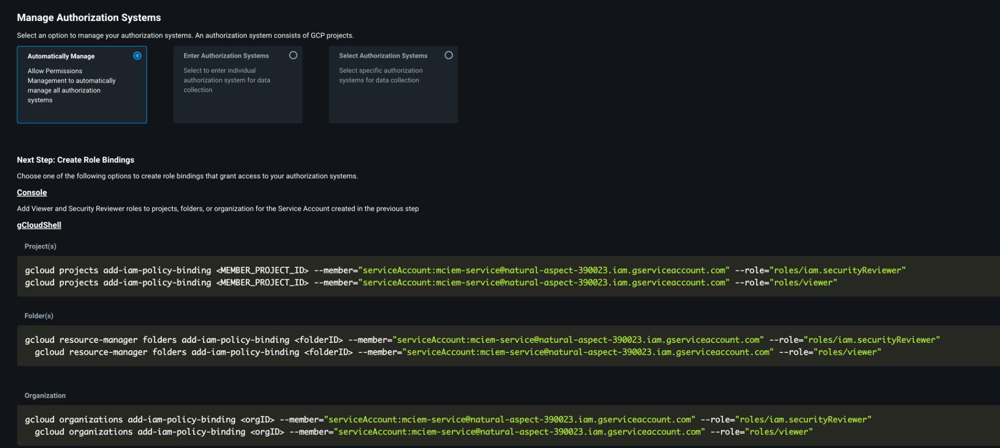 Manage Authorization Systems
Select an option to manage your authorization systems. An authorization system consists of GCP projects.
Automatically Manage
Allow Permissions
Management to automatically
manage all authorization
systems
Enter Authorization Systems
Select to enter individual
authorization system for data
collection
Select Authorization Systems
Select specific authorization
systems for data collection
Next Step: Create Role Bindings
Choose one of the following options to create role bindings that grant access to your authorization systems.
Console
Add Viewer and Security Reviewer roles to projects, folders, or organization for the Service Account created in the previous step
gCloudShell
Project(s)
gcloud projects add-iam-policy-binding <MEMBER_PROJECT_ID> --member="serviceAccount:mciem-service@natural-aspect-390023.iam.gserviceaccount.com" --role="roles/iam.securityReviewer"
gcloud projects add-iam-policy-binding <MEMBER_PROJECT_ID> --member="serviceAccount:mciem-service@natural-aspect-390023.iam.gserviceaccount.com" --role="roles/viewer"
Folder(s)
gcloud resource-manager folders add-iam-policy-binding <folderID> --member="serviceAccount:mciem-service@natural-aspect-390023.iam.gserviceaccount.com" --role="roles/iam.securityReviewer"
gcloud resource-manager folders add-iam-policy-binding <folderID> --member="serviceAccount:mciem-service@natural-aspect-390023.iam.gserviceaccount.com" --role="roles/viewer"
Organization
gcloud organizations add-iam-policy-binding <orgID> --member="serviceAccount:mciem-service@natural-aspect-390023.iam.gserviceaccount.com" --role="roles/iam.securityReviewer"
gcloud organizations add-iam-policy-binding <orgID> --member="serviceAccount:mciem-service@natural-aspect-390023.iam.gserviceaccount.com" --role="roles/viewer"